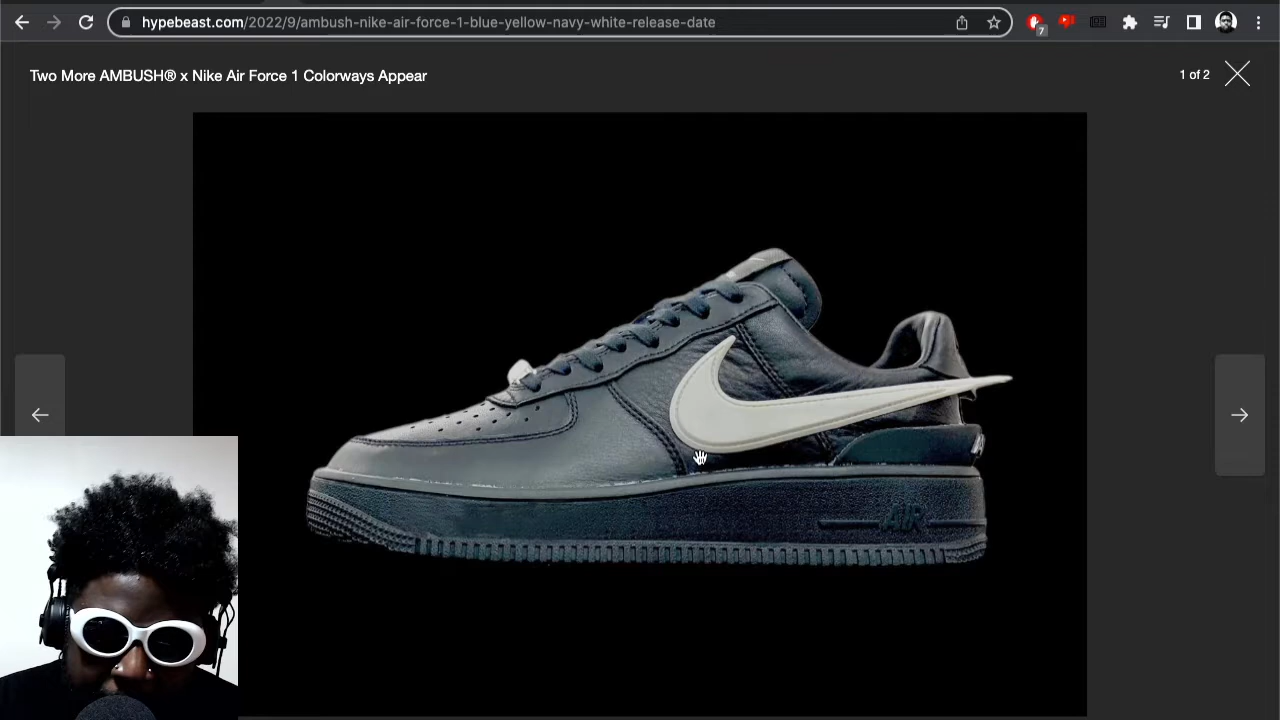 hypebeast.com/2022/9/ambush-nike-air-force-1-blue-yellow-navy-white-release-date
7
Two More AMBUSH® x Nike Air Force 1 Colorways Appear
1 of 2
AIR